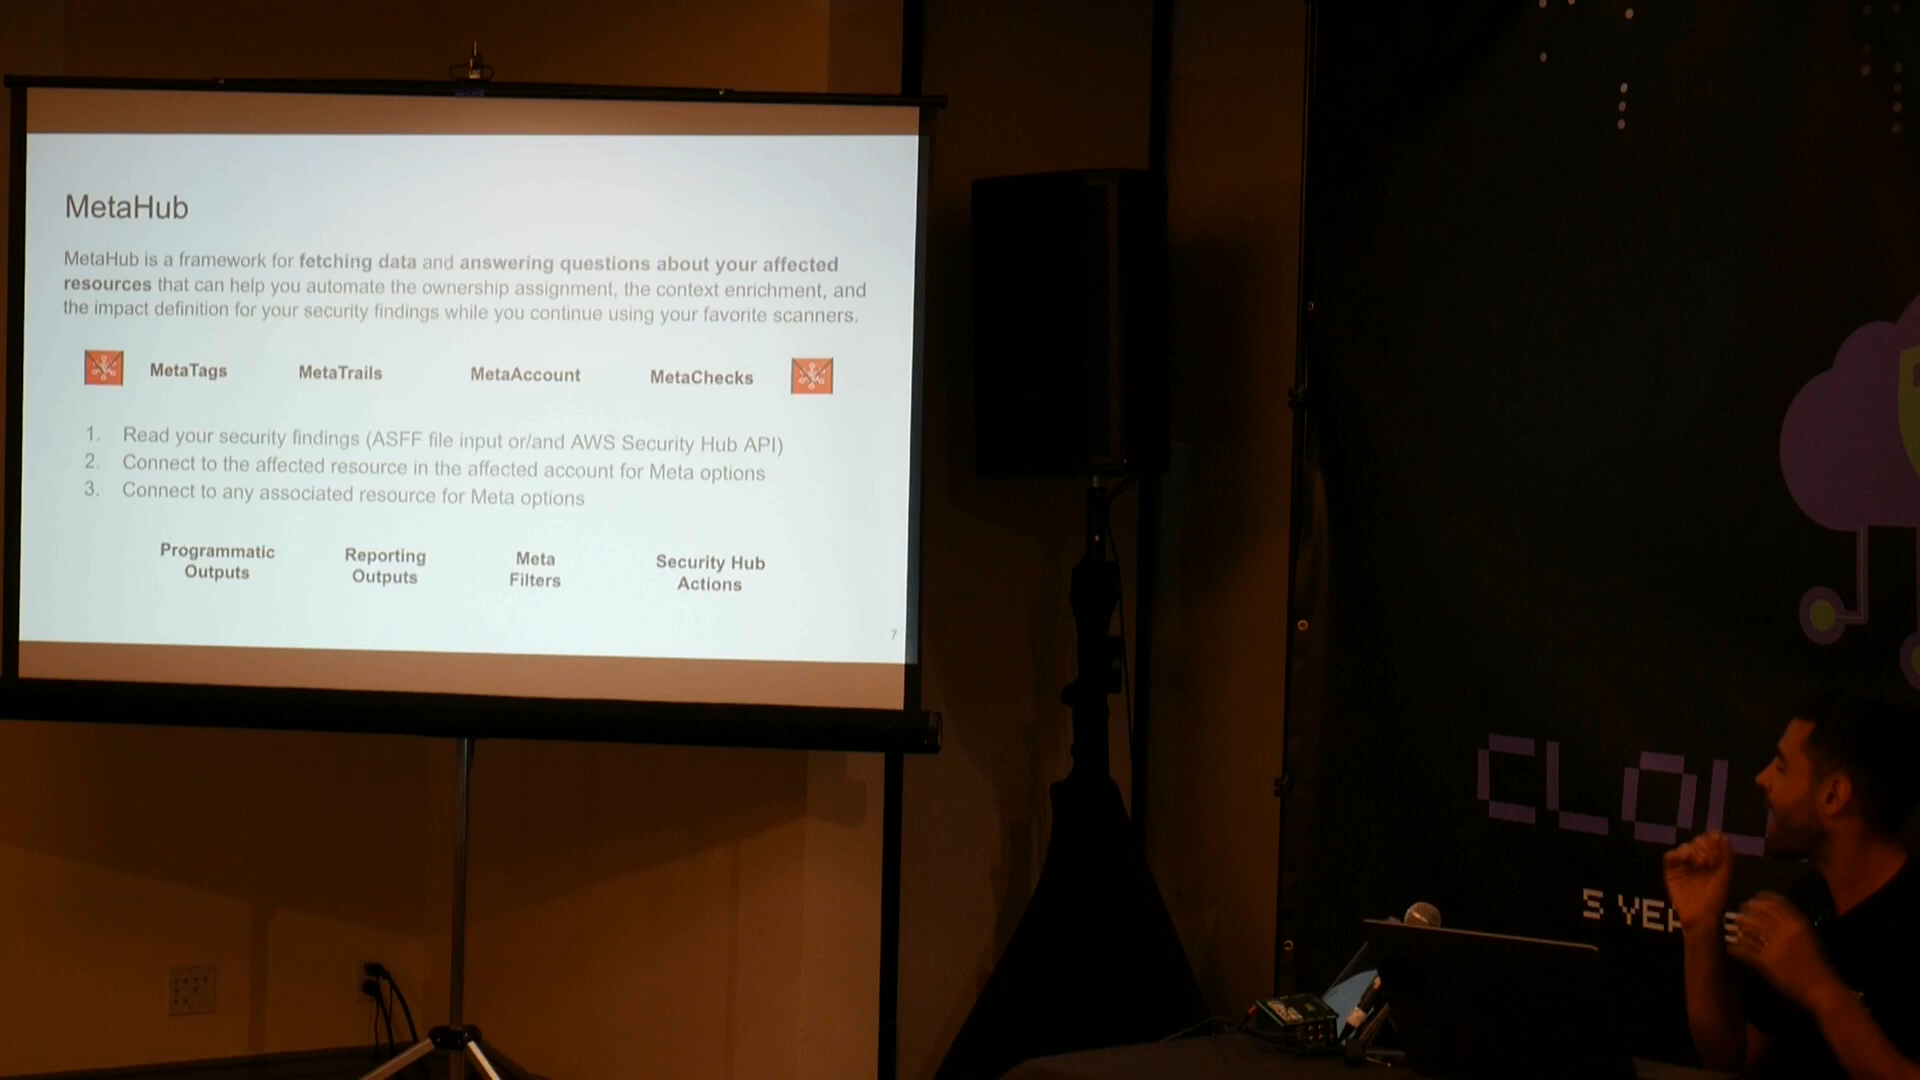 MetaHub
MetaHub is a framework for fetching data and answering questions about your affected
resources that can help you automate the ownership assignment, the context enrichment, and
the impact definition for your security findings while you continue using your favorite scanners.
MetaTags MetaTrails MetaAccount MetaChecks
1. Read your security findings (ASFF file input or/and AWS Security Hub API)
2. Connect to the affected resource in the affected account for Meta options
3. Connect to any associated resource for Meta options
Programmatic Outputs
Reporting Outputs
Meta Filters
Security Hub Actions
7
CLOU
5 YEARS